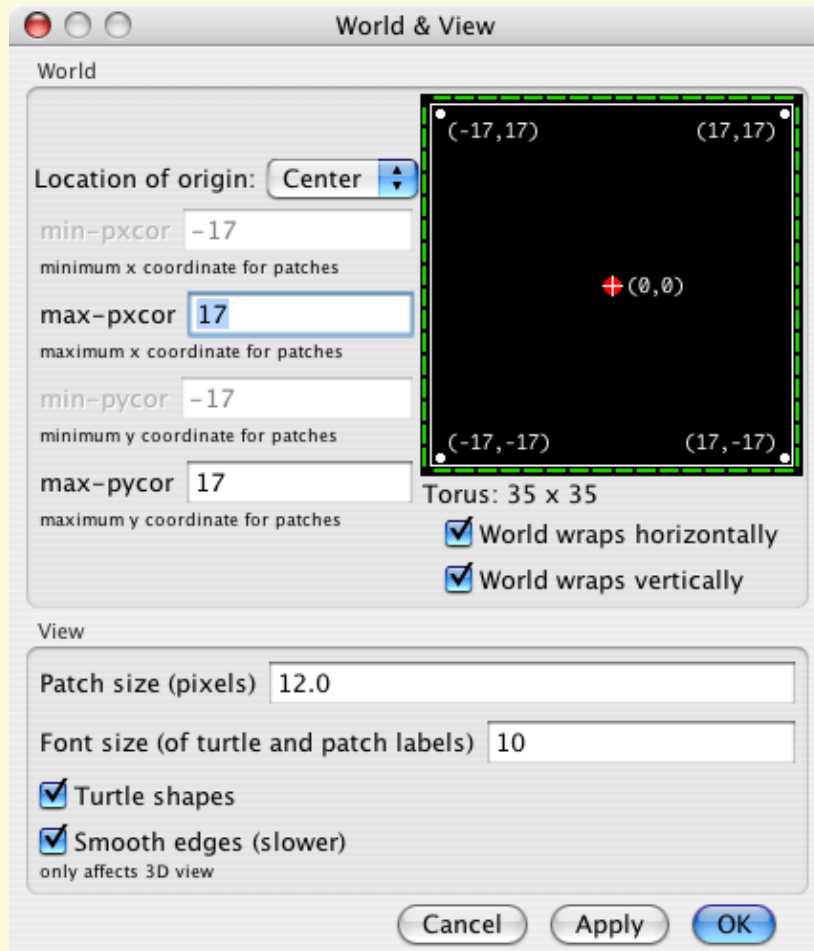 World & View
World
Location of origin: Center
min-pxcor -17
minimum x coordinate for patches
max-pxcor 17
maximum x coordinate for patches
min-pycor -17
minimum y coordinate for patches
max-pycor 17
maximum y coordinate for patches
(-17,17) (17,17)
(0,0)
(-17,-17) (17,-17)
Torus: 35 x 35
World wraps horizontally
World wraps vertically
View
Patch size (pixels) 12.0
Font size (of turtle and patch labels) 10
Turtle shapes
Smooth edges (slower)
only affects 3D view
Cancel Apply OK